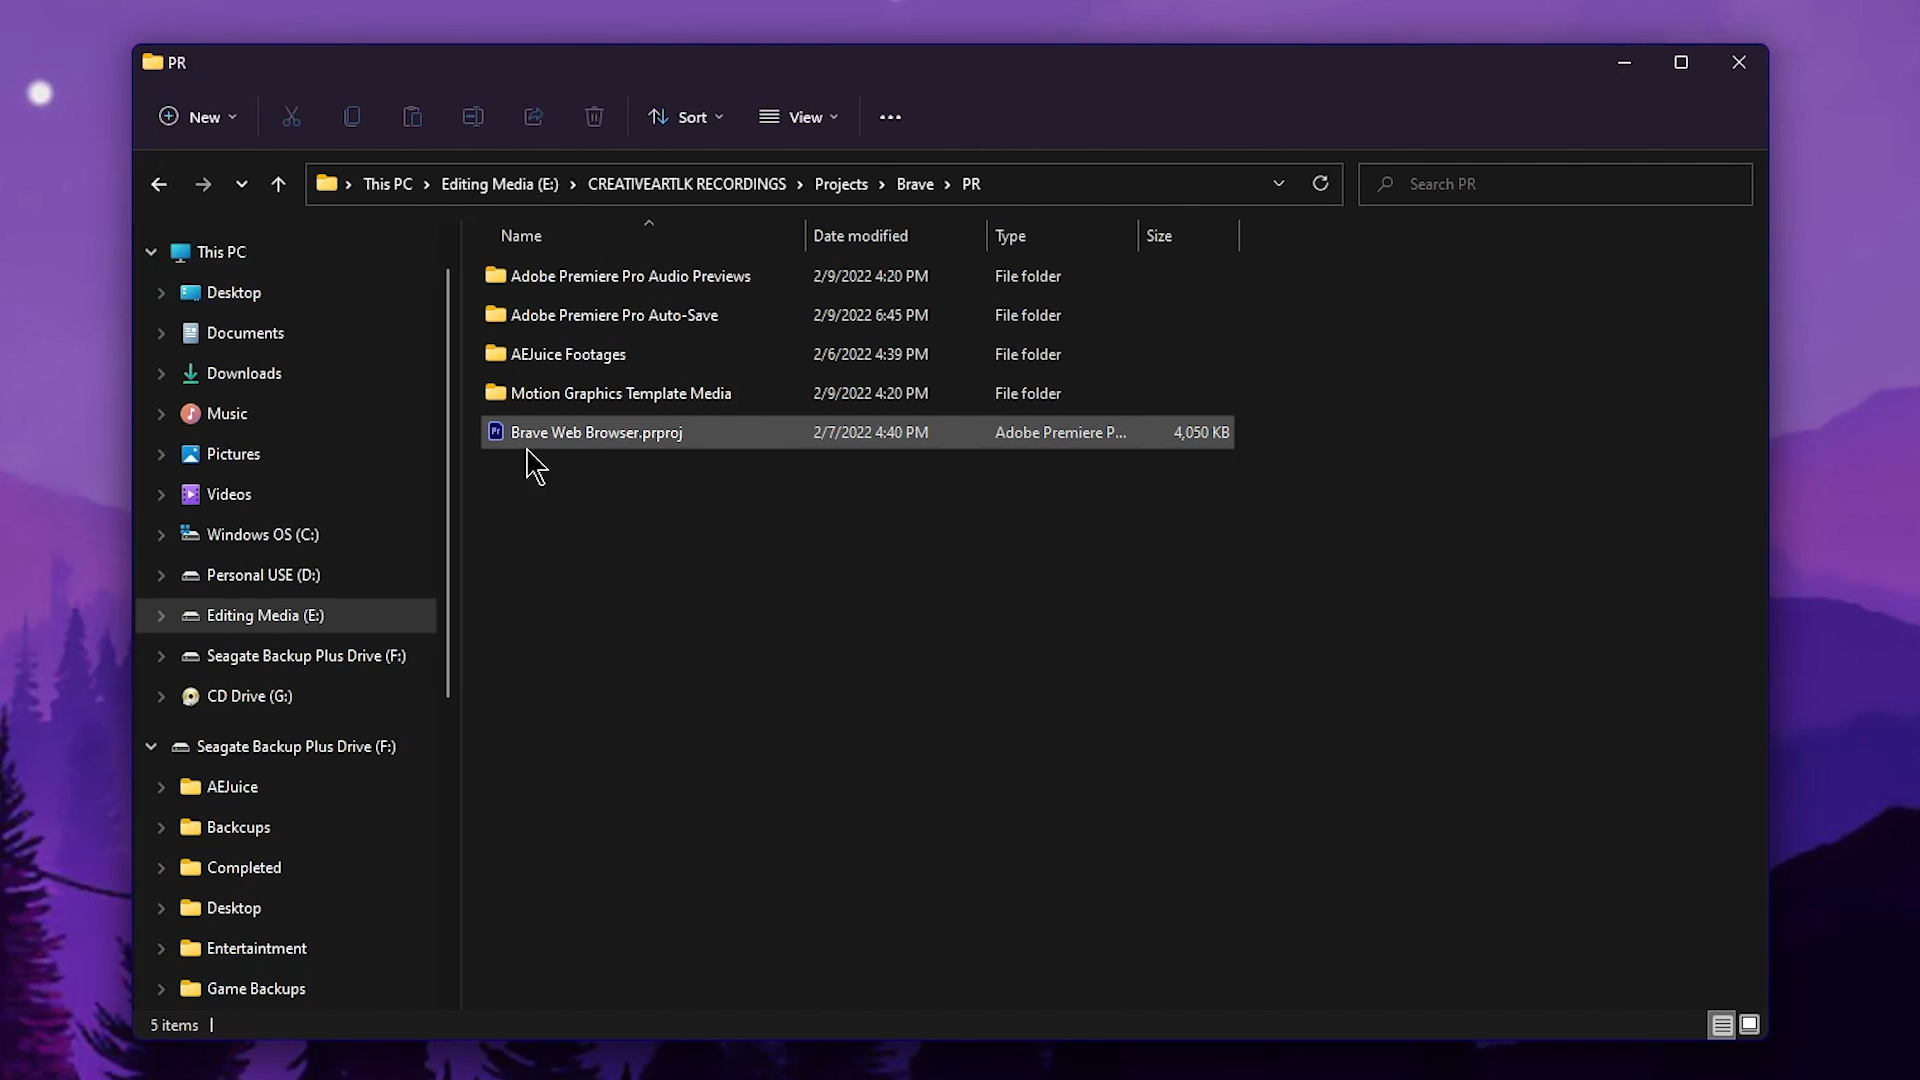 PR
New
Sort
View
This PC > Editing Media (E:) > CREATIVEARTLK RECORDINGS > Projects > Brave > PR
Search PR
Name Date modified Type Size
Adobe Premiere Pro Audio Previews 2/9/2022 4:20 PM File folder
Adobe Premiere Pro Auto-Save 2/9/2022 6:45 PM File folder
AEJuice Footages 2/6/2022 4:39 PM File folder
Motion Graphics Template Media 2/9/2022 4:20 PM File folder
Pr Brave Web Browser.prproj 2/7/2022 4:40 PM Adobe Premiere P... 4,050 KB
This PC
Desktop
Documents
Downloads
Music
Pictures
Videos
Windows OS (C:)
Personal USE (D:)
Editing Media (E:)
Seagate Backup Plus Drive (F:)
CD Drive (G:)
Seagate Backup Plus Drive (F:)
AEJuice
Backcups
Completed
Desktop
Entertaintment
Game Backups
5 items